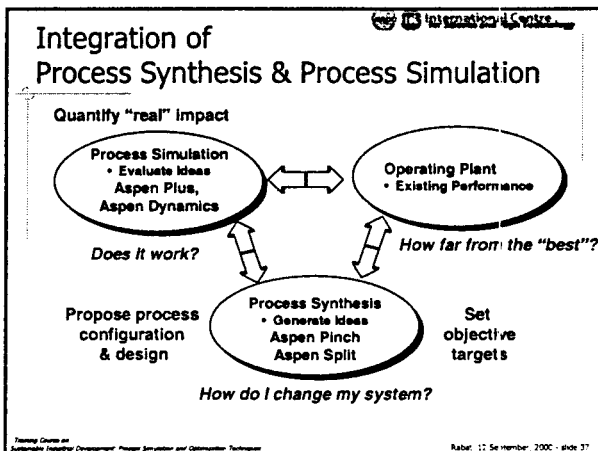 International Centre
Integration of
Process Synthesis & Process Simulation
Quantify "real" impact
Process Simulation
• Evaluate Ideas
Aspen Plus,
Aspen Dynamics
Operating Plant
• Existing Performance
Does it work?
How far from the "best"?
Process Synthesis
• Generate Ideas
Aspen Pinch
Aspen Split
Propose process
configuration
& design
Set
objective
targets
How do I change my system?
Training Course on
Sustainable Industrial Development: Process Simulation and Optimization Techniques
Rabat, 12 September, 2000 - slide 37